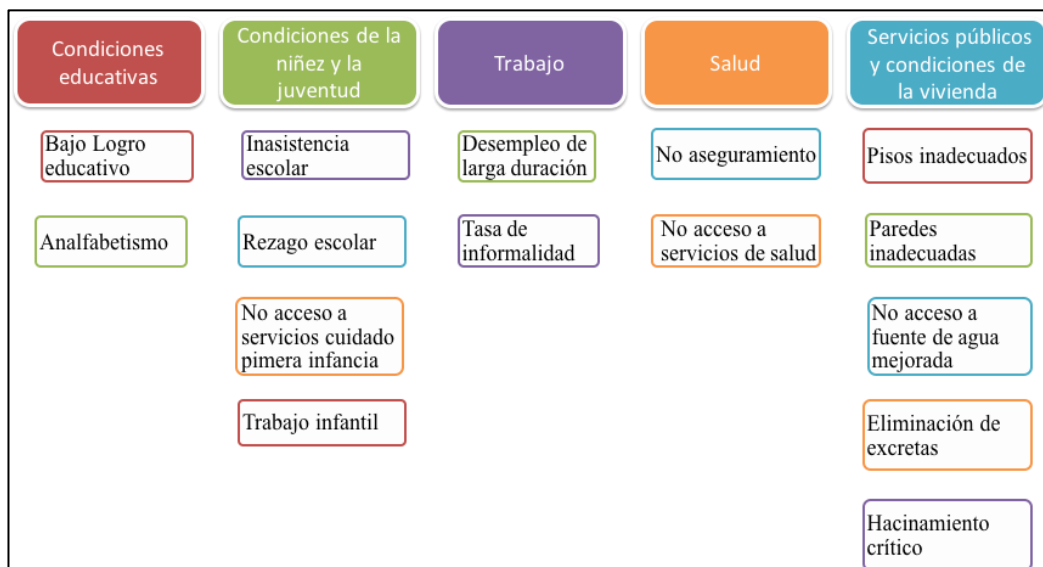 Condiciones
educativas
Bajo Logro
educativo
Analfabetismo
Condiciones de la
niñez y la
juventud
Inasistencia
escolar
Rezago escolar
No acceso a
servicios cuidado
pimera infancia
Trabajo infantil
Trabajo
Desempleo de
larga duración
Tasa de
informalidad
Salud
No aseguramiento
No acceso a
servicios de salud
Servicios públicos
y condiciones de
la vivienda
Pisos inadecuados
Paredes
inadecuadas
No acceso a
fuente de agua
mejorada
Eliminación de
excretas
Hacinamiento
crítico